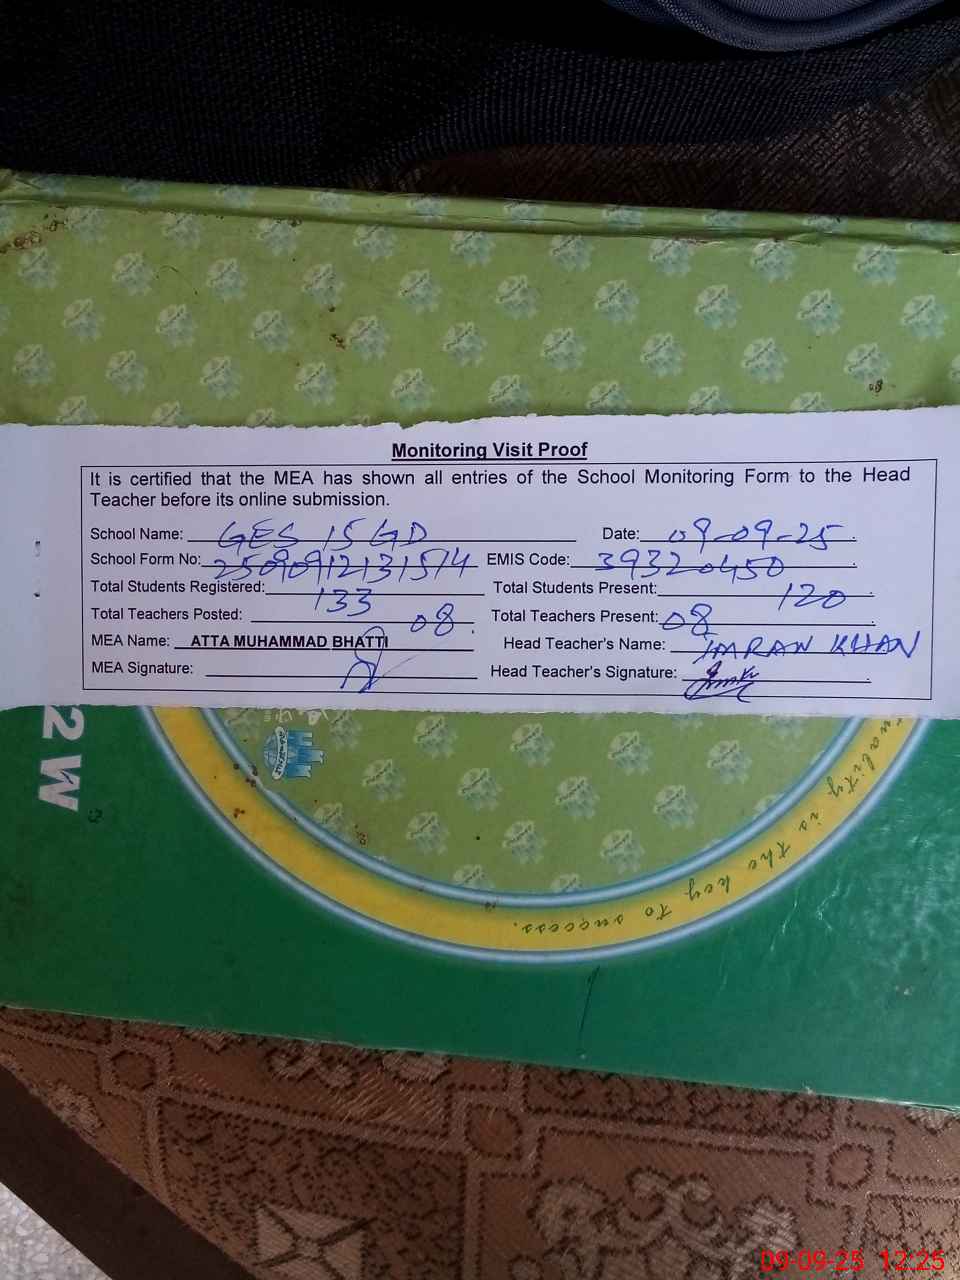 Monitoring Visit Proof
It is certified that the MEA has shown all entries of the School Monitoring Form to the Head
Teacher before its online submission.
School Name: GES 15 GD Date: 09-09-25
School Form No: 25090912131514 EMIS Code: 39320450
Total Students Registered: 133 Total Students Present: 120
Total Teachers Posted: 08 Total Teachers Present: 08
MEA Name: ATTA MUHAMMAD BHATTI Head Teacher's Name: IMRAN KHAN
MEA Signature: Head Teacher's Signature:
2W
quality is the key to success.
09-09-25 12:25